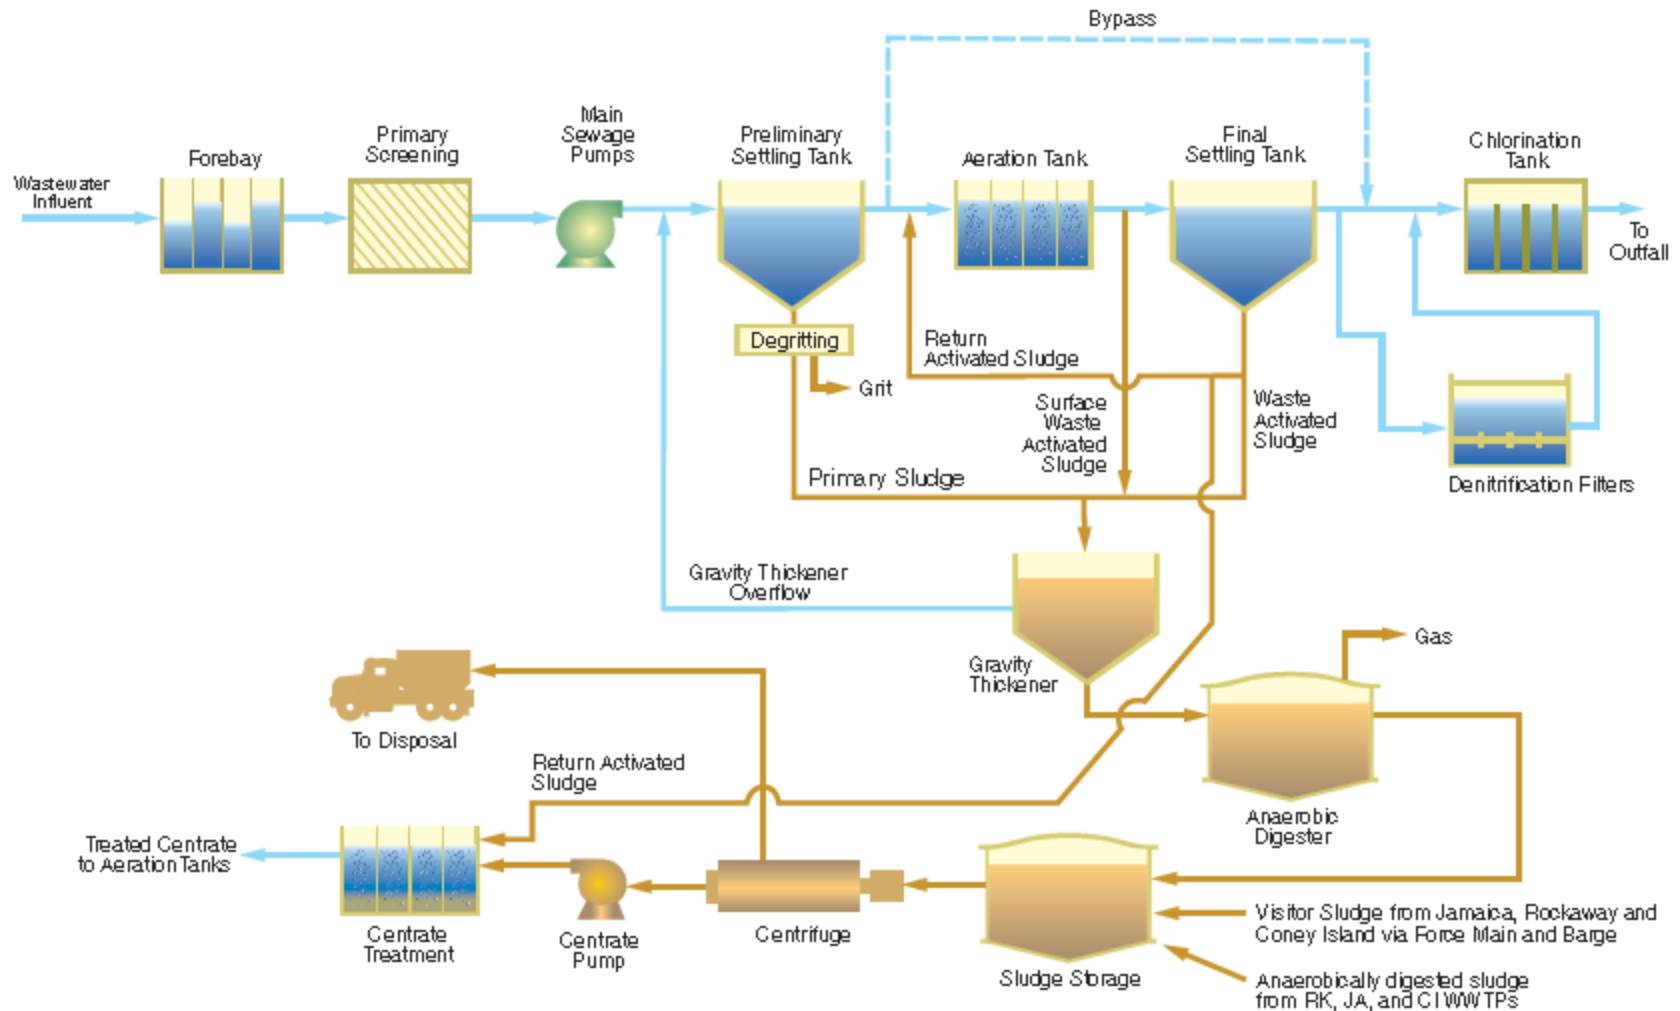 Bypass
Main
Sewage
Pumps
Primary
Screening
Preliminary
Settling Tank
Final
Settling Tank
Chlorination
Tank
Forebay
Aeration Tank
Wastewater
Influent
To
Outfall
Degritting
Return
Activated Sludge
Grit
Surface
Waste
Activated
Sludge
Waste
Activated
Sludge
Primary Sludge
Denitrification Filters
Gravity Thickener
Overflow
Gas
Gravity
Thickener
To Disposal
Return Activated
Sludge
Anaerobic
Digester
Treated Centrate
to Aeration Tanks
Centrate
Treatment
Centrate
Pump
Centrifuge
Sludge Storage
Visitor Sludge from Jamaica, Rockaway and
Coney Island via Force Main and Barge
Anaerobically digested sludge
from RK, JA, and CI WWTPs